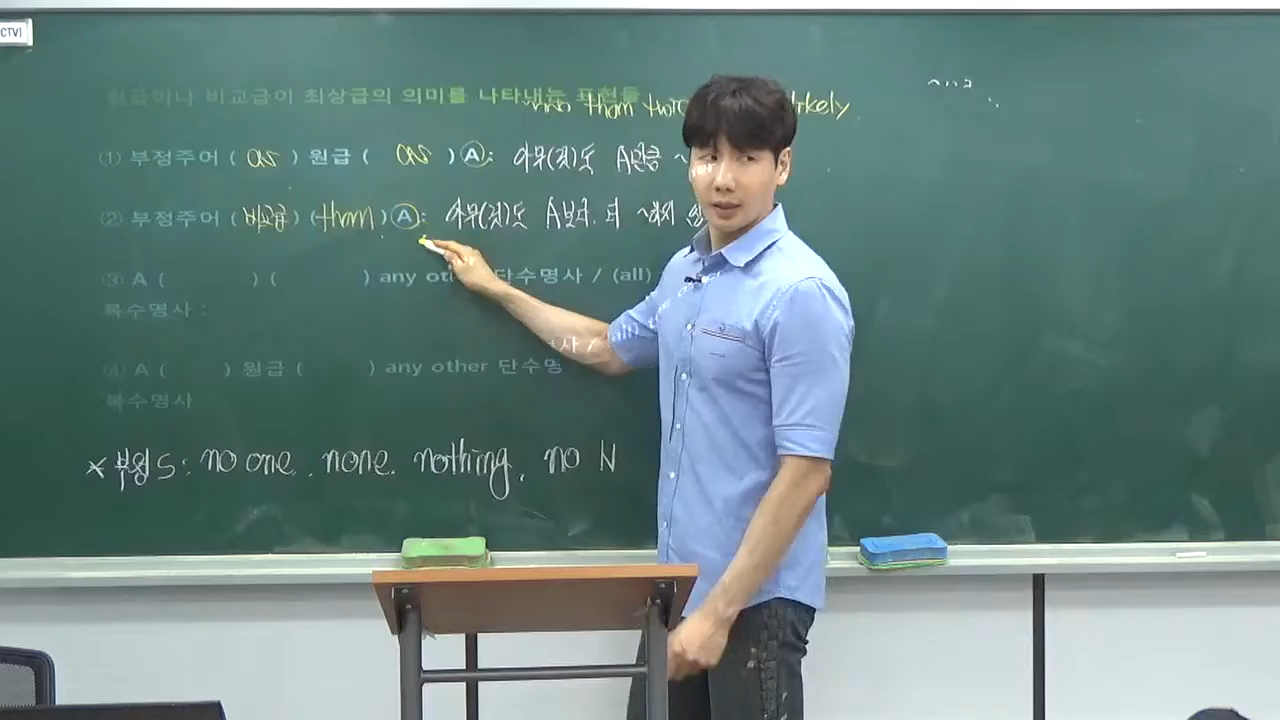 CTVI
원급이나 비교급이 최상급의 의미를 나타내는 표현들
than likely
(1) 부정주어 ( as ) 원급 ( as ) A : 아무(것)도 A만큼 ~
(2) 부정주어 ( 비교급 ) ( than ) A : 아무(것)도 A보다 더 ~하지
(3) A ( ) ( ) any 단수명사 / (all)
복수명사 :
(4) A ( ) 원급 ( ) any other 단수명
복수명사
* 부정 S : no one, none, nothing, no N